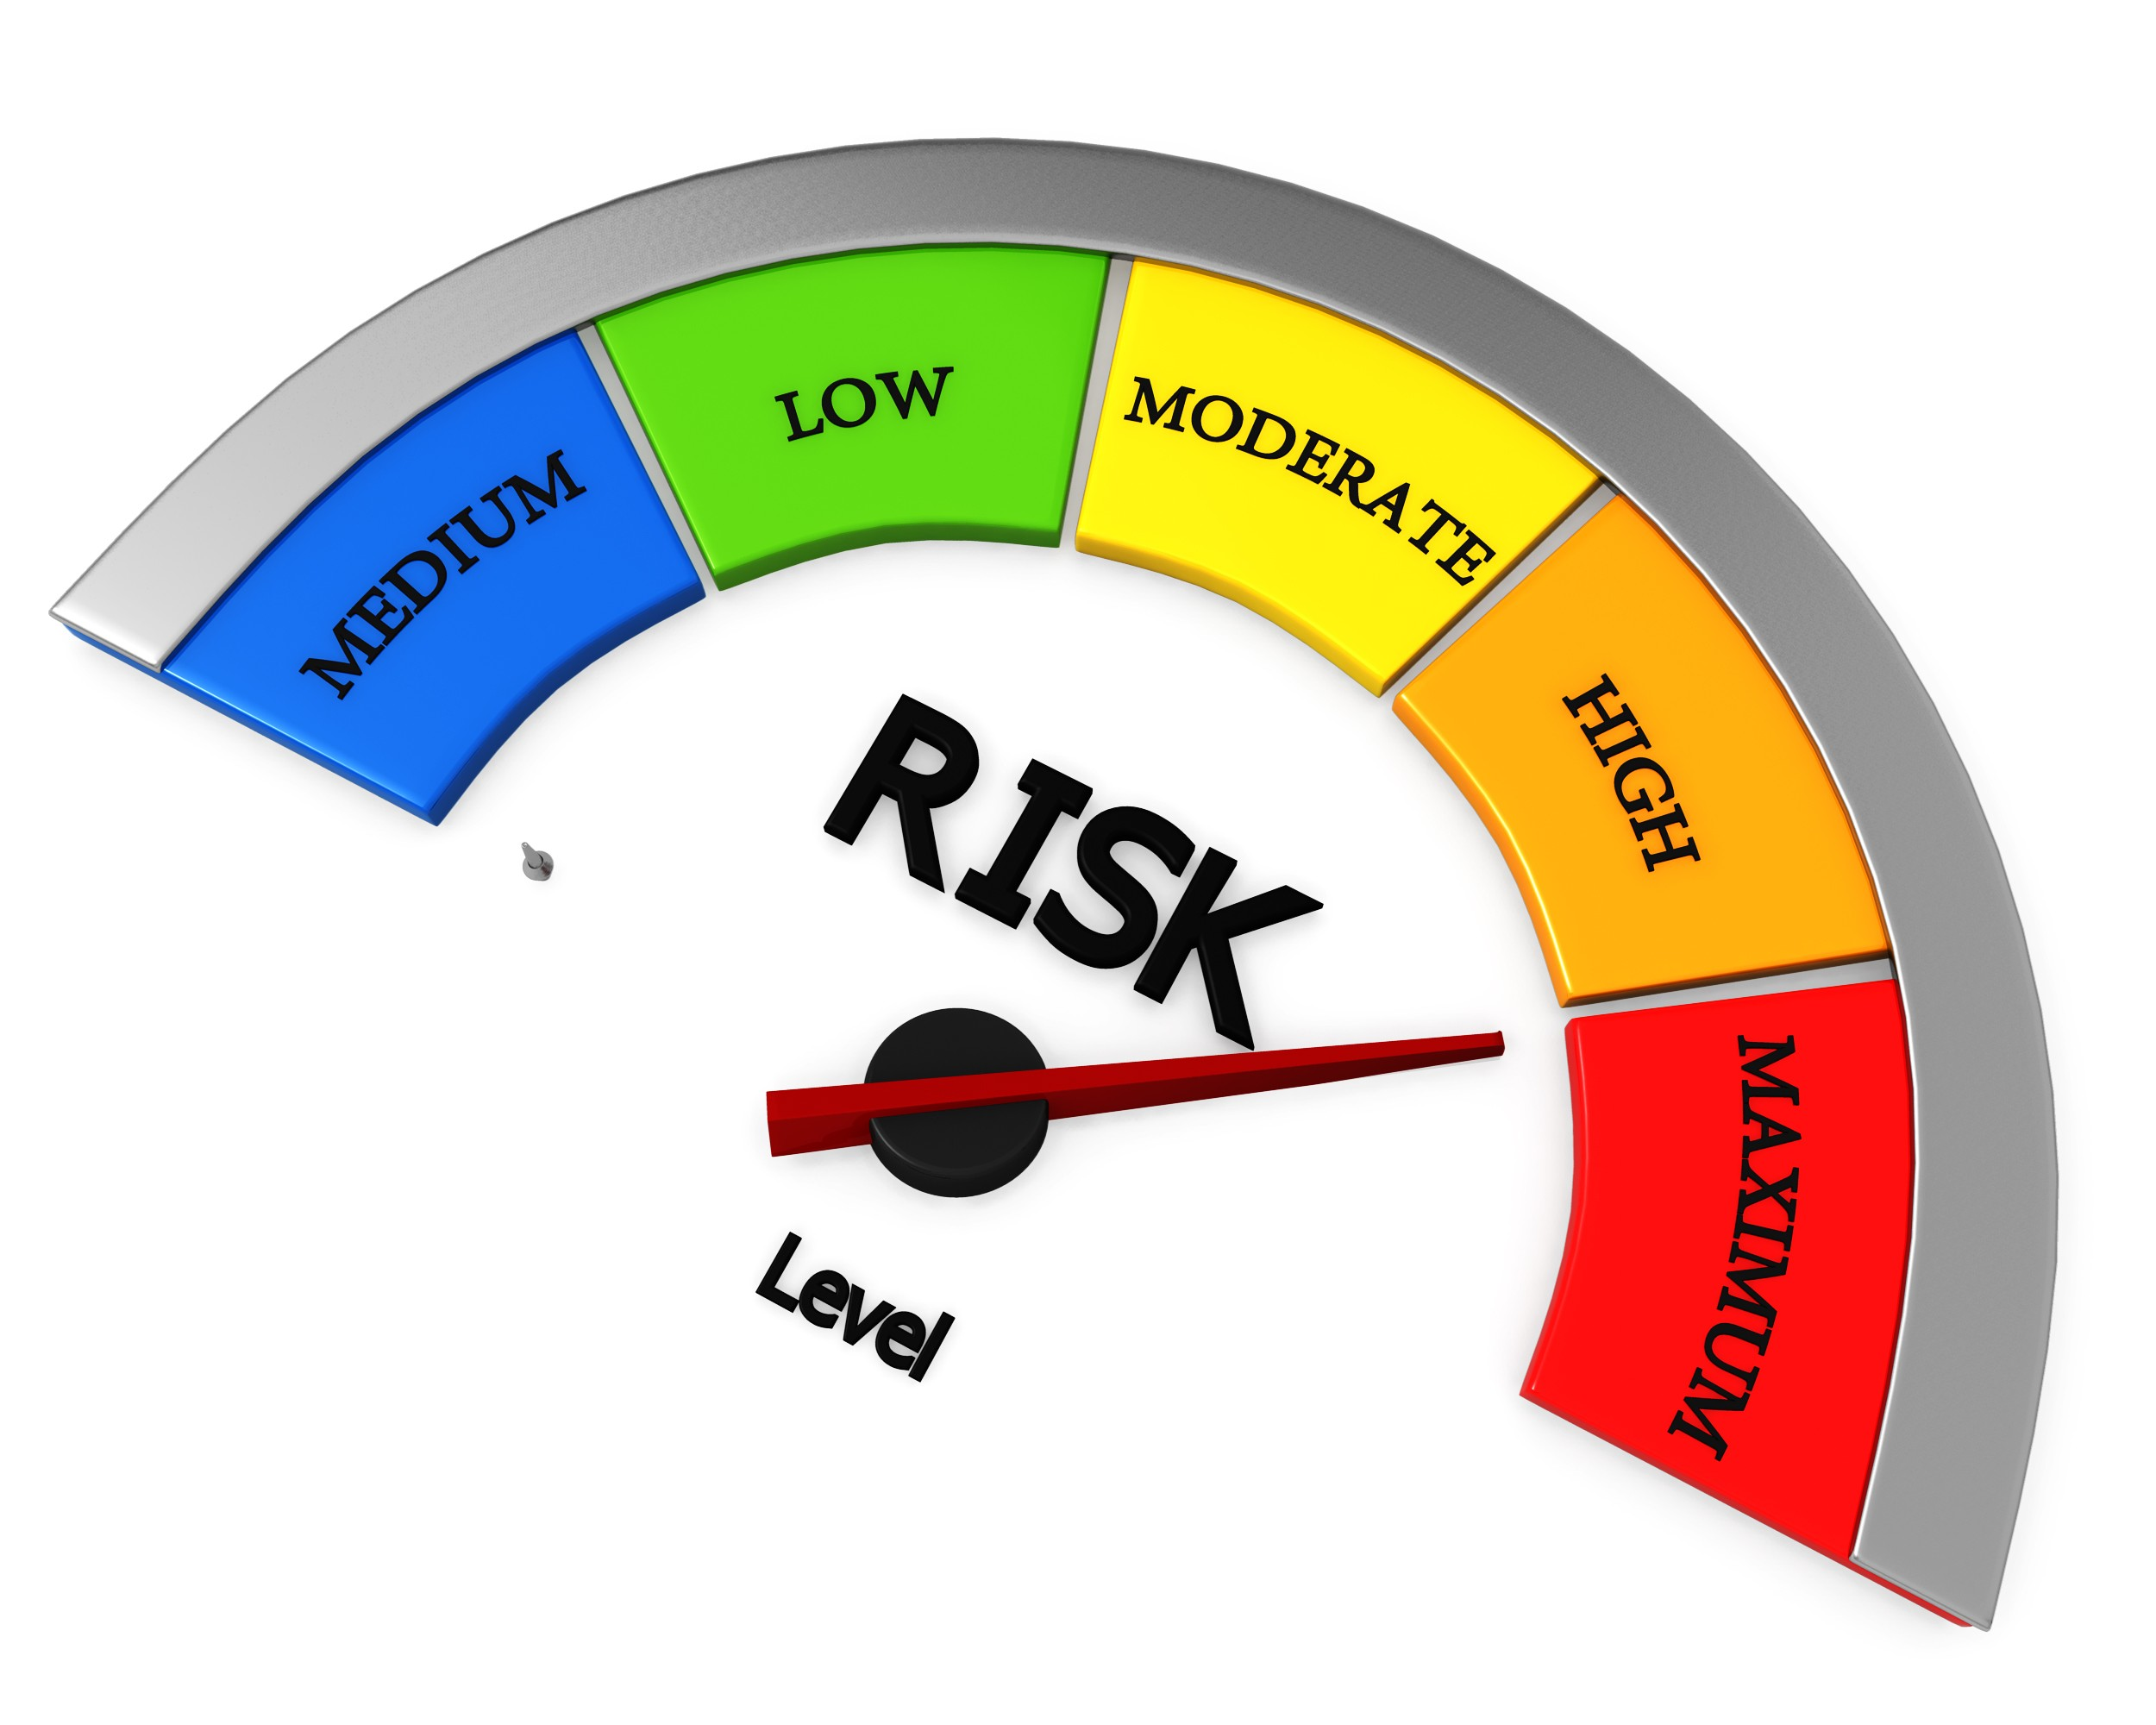 MEDIUM
LOW
MODERATE
HIGH
MAXIMUM
RISK
Level